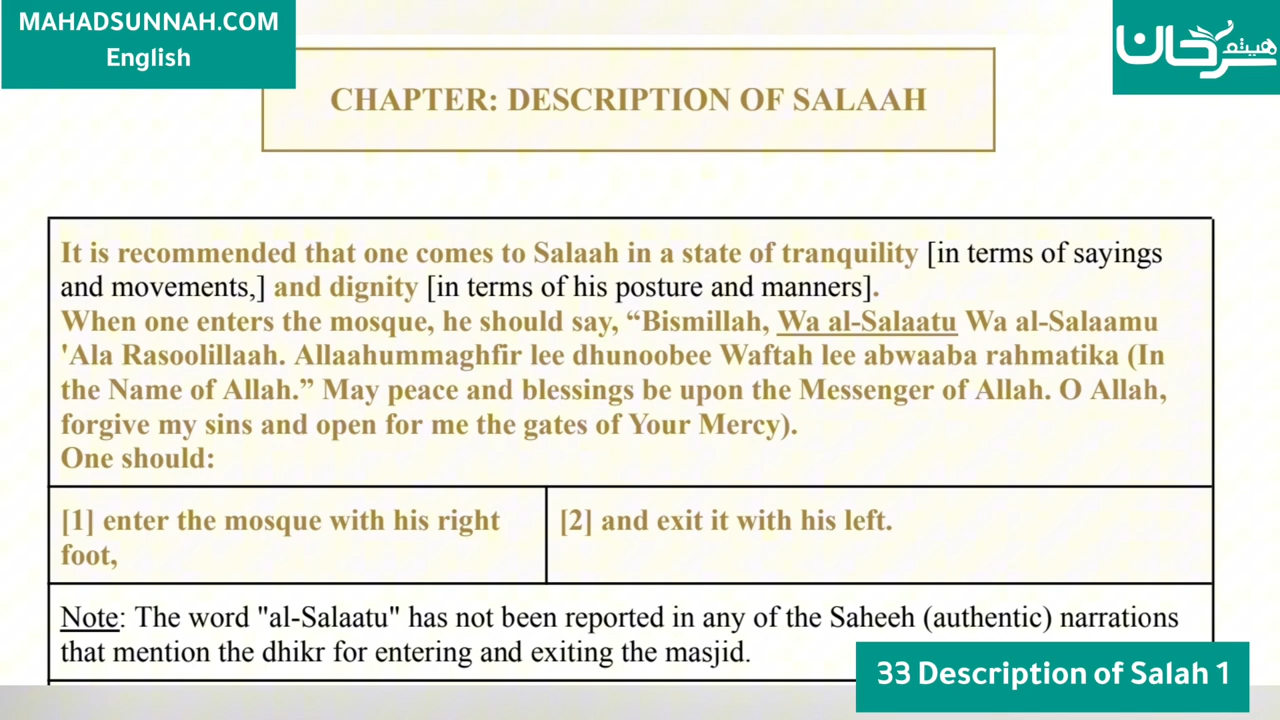 MAHADSUNNAH.COM
English
هيثم
سرحان
CHAPTER: DESCRIPTION OF SALAAH
It is recommended that one comes to Salaah in a state of tranquility [in terms of sayings
and movements,] and dignity [in terms of his posture and manners].
When one enters the mosque, he should say, “Bismillah, Wa al-Salaatu Wa al-Salaamu
'Ala Rasoolillaah. Allaahummaghfir lee dhunoobee Waftah lee abwaaba rahmatika (In
the Name of Allah.” May peace and blessings be upon the Messenger of Allah. O Allah,
forgive my sins and open for me the gates of Your Mercy).
One should:
[1] enter the mosque with his right
foot,
[2] and exit it with his left.
Note: The word "al-Salaatu" has not been reported in any of the Saheeh (authentic) narrations
that mention the dhikr for entering and exiting the masjid.
33 Description of Salah 1